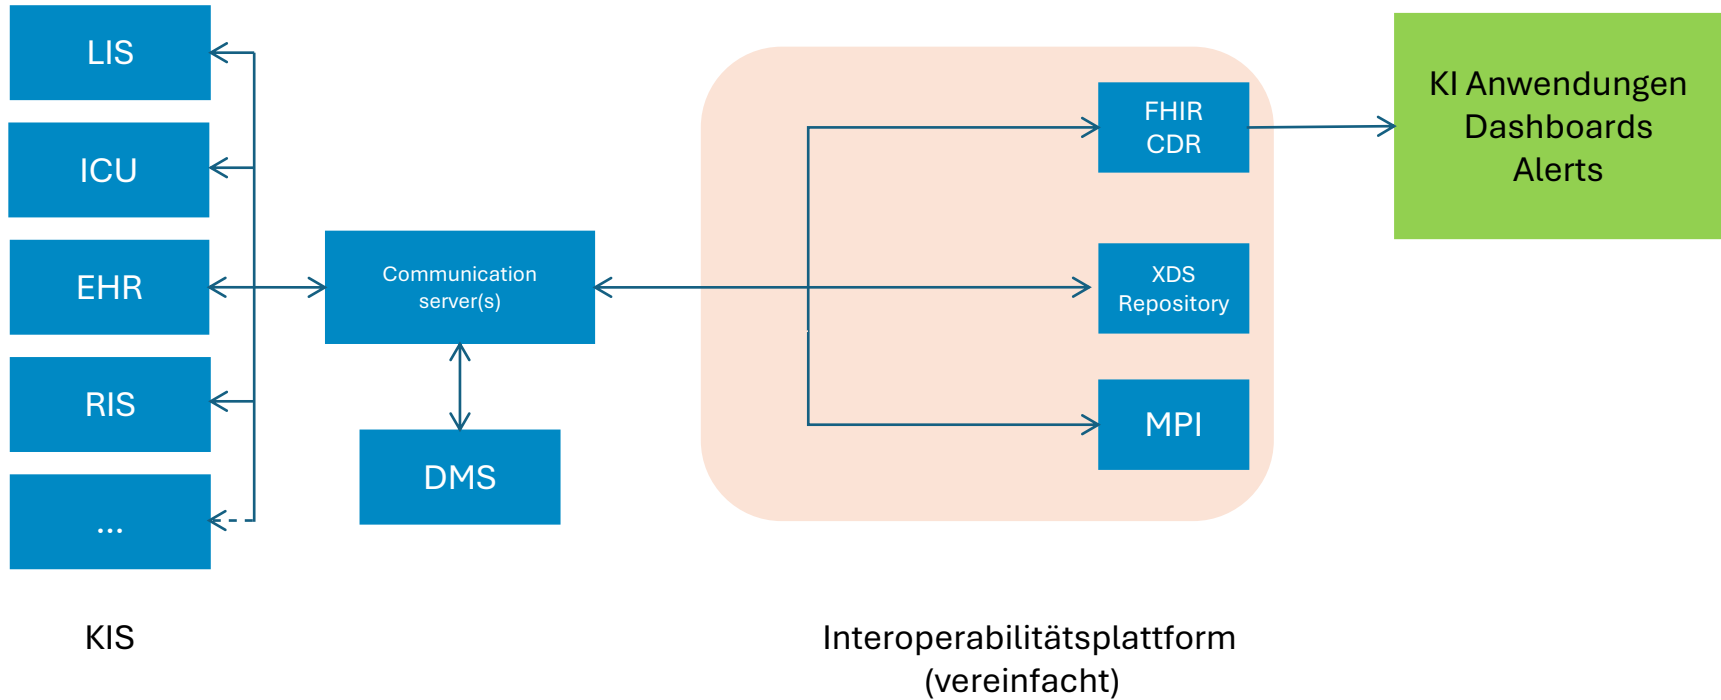 LIS
ICU
EHR
RIS
...
KIS
Communication
server(s)
DMS
FHIR
CDR
XDS
Repository
MPI
Interoperabilitätsplattform
(vereinfacht)
KI Anwendungen
Dashboards
Alerts